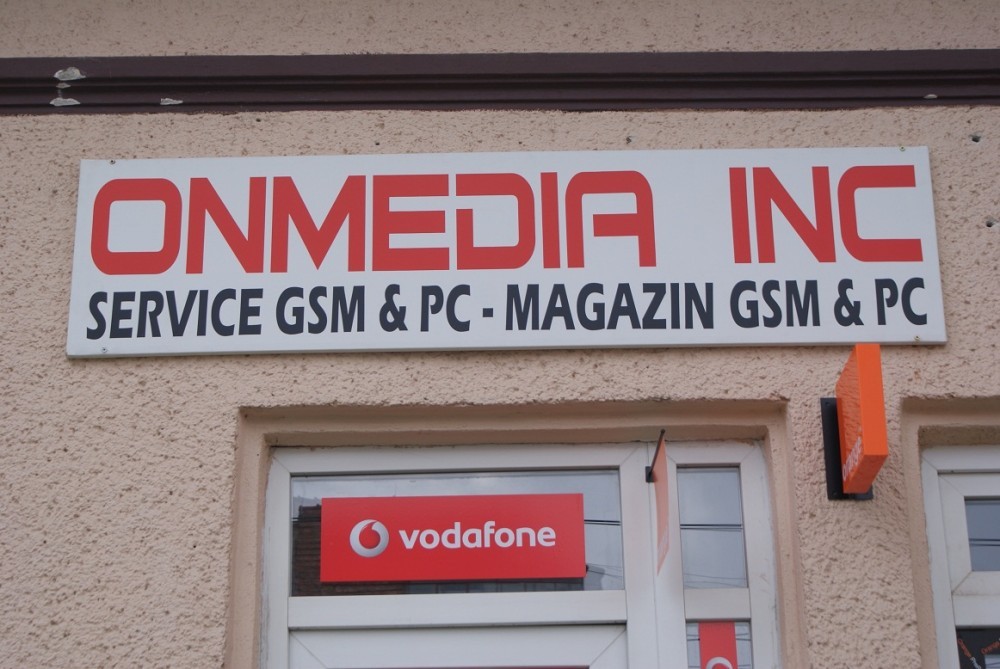 ONMEDIA INC
SERVICE GSM & PC - MAGAZIN GSM & PC
vodafone